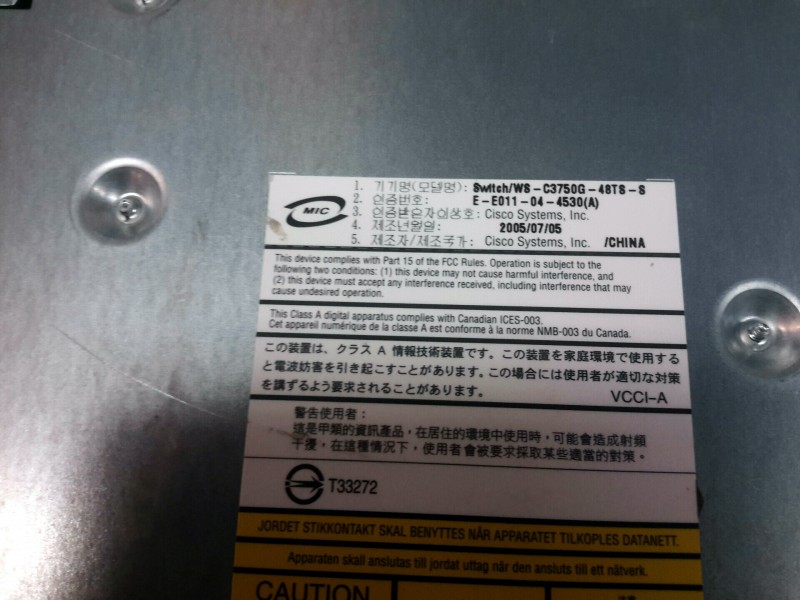 MIC
1. 기기명(모델명): Switch/WS-C3750G-48TS-S
2. 인증번호: E-E011-04-4530(A)
3. 인증받은자의상호: Cisco Systems, Inc.
4. 제조년월일: 2005/07/05
5. 제조자/제조국가: Cisco Systems, Inc. /CHINA
This device complies with Part 15 of the FCC Rules. Operation is subject to the
following two conditions: (1) this device may not cause harmful interference, and
(2) this device must accept any interference received, including interference that may
cause undesired operation.
This Class A digital apparatus complies with Canadian ICES-003.
Cet appareil numérique de la classe A est conforme à la norme NMB-003 du Canada.
この装置は、クラス A 情報技術装置です。この装置を家庭環境で使用する
と電波妨害を引き起こすことがあります。この場合には使用者が適切な対策
を講ずるよう要求されることがあります。
VCCI-A
警告使用者：
這是甲類的資訊產品，在居住的環境中使用時，可能會造成射頻
干擾，在這種情況下，使用者會被要求採取某些適當的對策。
T33272
JORDET STIKKONTAKT SKAL BENYTTES NÅR APPARATET TILKOPLES DATANETT.
Apparaten skall anslutas till jordat uttag när den ansluts till ett nätverk.
CAUTION